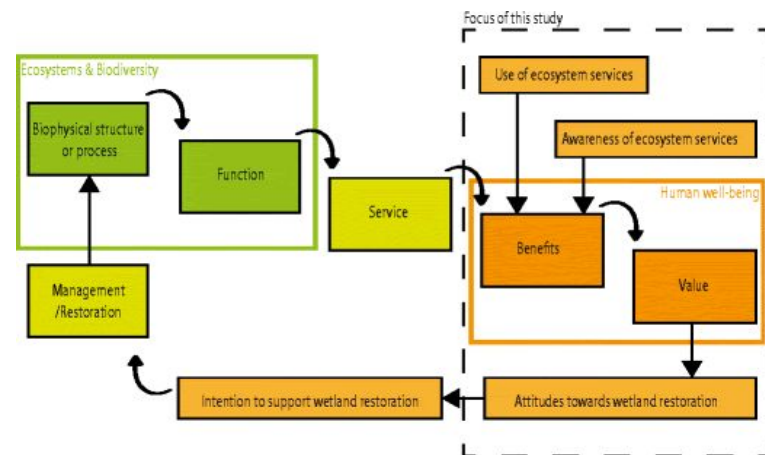 Focus of this study
Ecosystems & Biodiversity
Use of ecosystem services
Biophysical structure
or process
Awareness of ecosystem services
Function
Service
Human well-being
Benefits
Management
/Restoration
Value
Intention to support wetland restoration
Attitudes towards wetland restoration